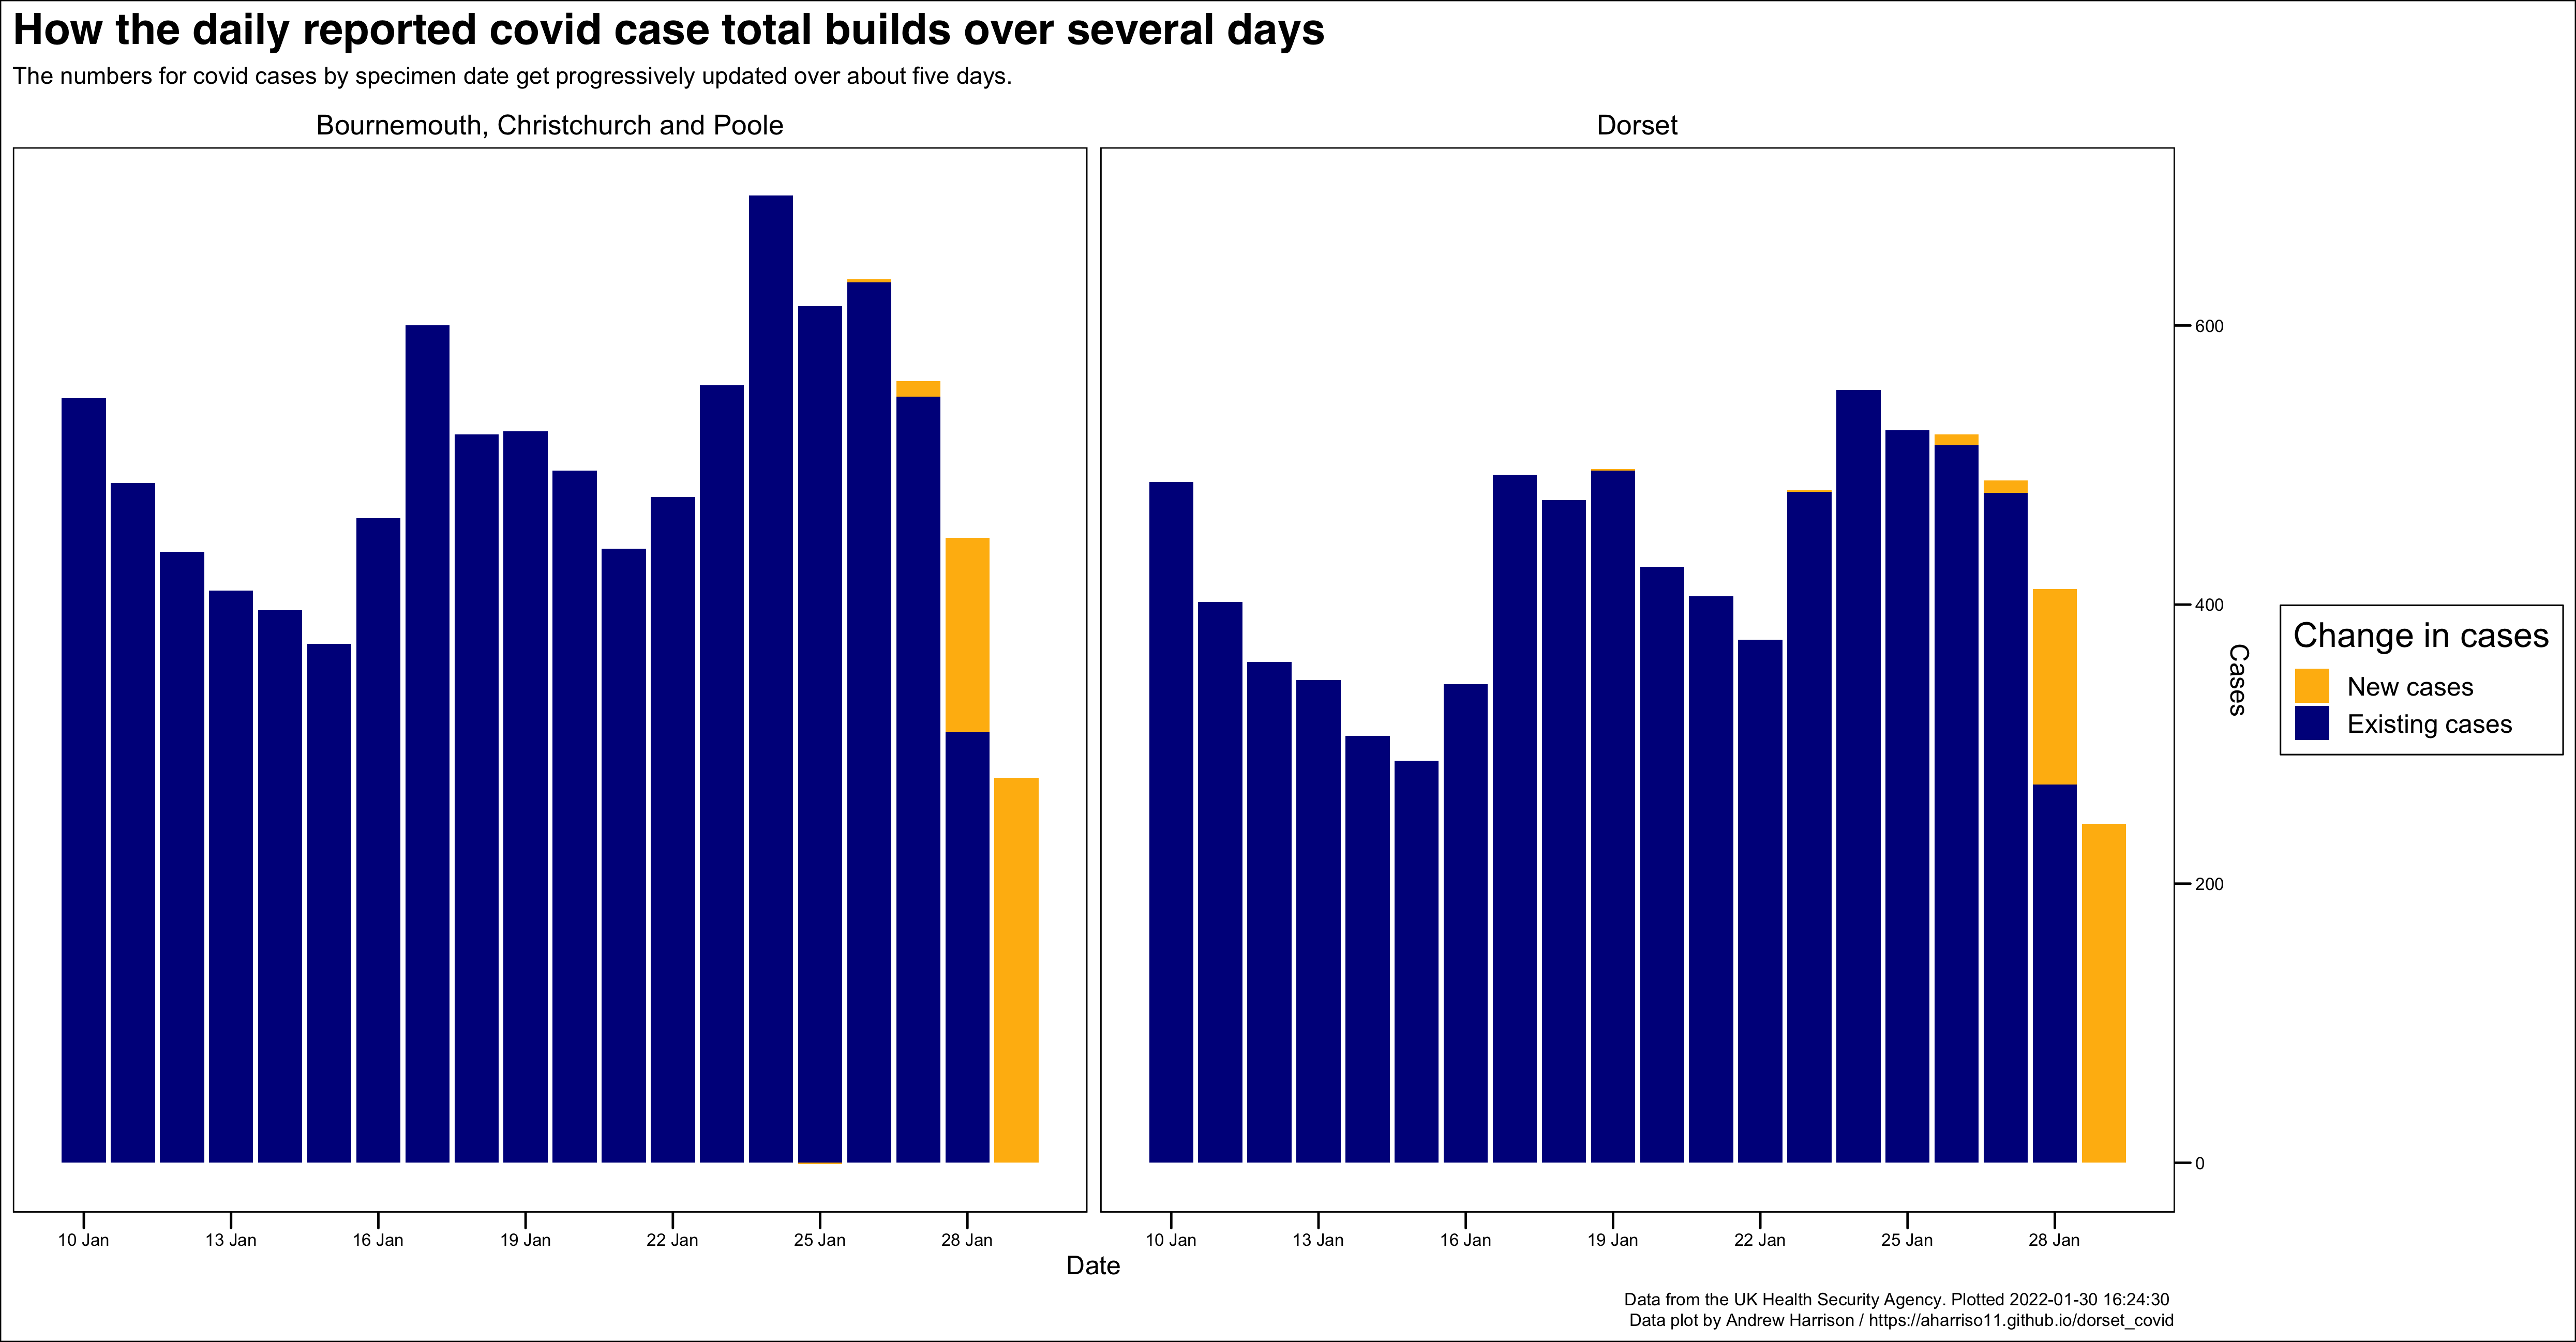 How the daily reported covid case total builds over several days
The numbers for covid cases by specimen date get progressively updated over about five days.
Bournemouth, Christchurch and Poole
Dorset
600
400
200
0
Cases
Change in cases
New cases
Existing cases
10 Jan 13 Jan 16 Jan 19 Jan 22 Jan 25 Jan 28 Jan
10 Jan 13 Jan 16 Jan 19 Jan 22 Jan 25 Jan 28 Jan
Date
Data from the UK Health Security Agency. Plotted 2022-01-30 16:24:30
Data plot by Andrew Harrison / https://aharriso11.github.io/dorset_covid